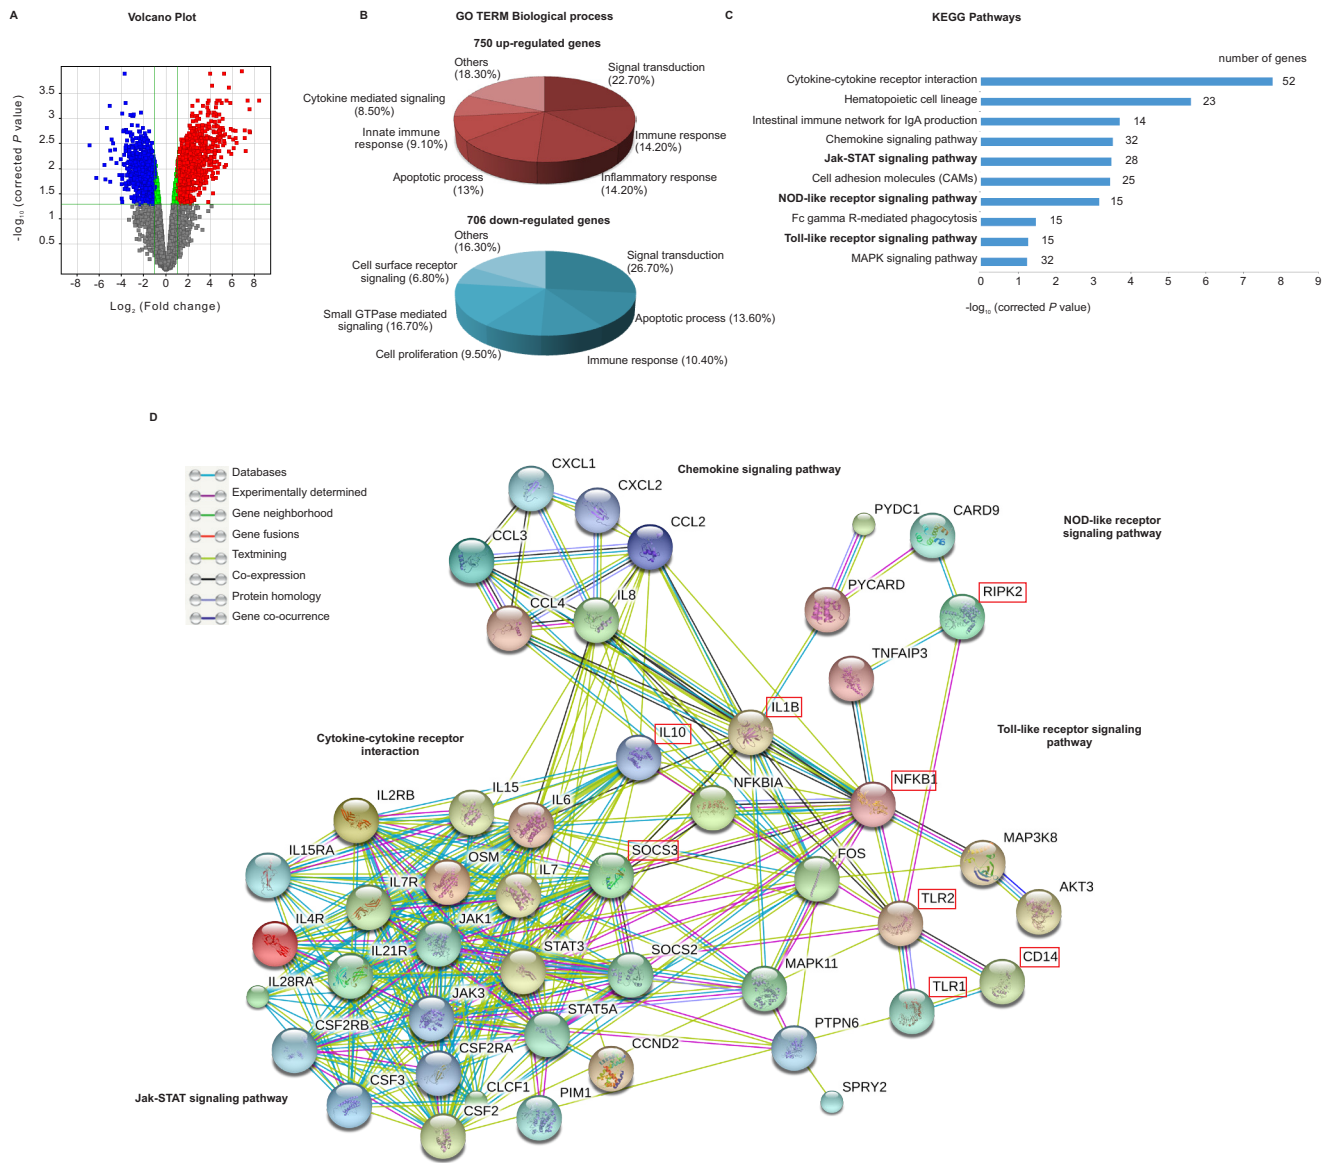 A
Volcano Plot
-log₁₀ (corrected P value)
3.5
3
2.5
2
1.5
1
0.5
-8 -6 -4 -2 0 2 4 6 8
Log₂ (Fold change)
B
GO TERM Biological process
750 up-regulated genes
Others
(18.30%)
Signal transduction
(22.70%)
Cytokine mediated signaling
(8.50%)
Innate immune
response (9.10%)
Immune response
(14.20%)
Apoptotic process
(13%)
Inflammatory response
(14.20%)
706 down-regulated genes
Others
(16.30%)
Signal transduction
(26.70%)
Cell surface receptor
signaling (6.80%)
Small GTPase mediated
signaling (16.70%)
Apoptotic process (13.60%)
Cell proliferation (9.50%)
Immune response (10.40%)
C
KEGG Pathways
number of genes
Cytokine-cytokine receptor interaction 52
Hematopoietic cell lineage 23
Intestinal immune network for IgA production 14
Chemokine signaling pathway 32
Jak-STAT signaling pathway 28
Cell adhesion molecules (CAMs) 25
NOD-like receptor signaling pathway 15
Fc gamma R-mediated phagocytosis 15
Toll-like receptor signaling pathway 15
MAPK signaling pathway 32
0 1 2 3 4 5 6 7 8 9
-log₁₀ (corrected P value)
D
Databases
Experimentally determined
Gene neighborhood
Gene fusions
Textmining
Co-expression
Protein homology
Gene co-ocurrence
Chemokine signaling pathway
NOD-like receptor
signaling pathway
Cytokine-cytokine receptor
interaction
Toll-like receptor signaling
pathway
Jak-STAT signaling pathway
CXCL1
CXCL2
CCL2
CCL3
CCL4
IL8
PYDC1
CARD9
PYCARD
RIPK2
TNFAIP3
IL1B
IL10
NFKBIA
NFKB1
IL2RB
IL15
IL6
MAP3K8
IL15RA
OSM
IL7
SOCS3
FOS
AKT3
IL7R
TLR2
IL4R
JAK1
IL21R
STAT3
SOCS2
MAPK11
CD14
IL28RA
JAK3
TLR1
STAT5A
CSF2RB
PTPN6
CSF2RA
CCND2
CSF3
CLCF1
PIM1
SPRY2
CSF2